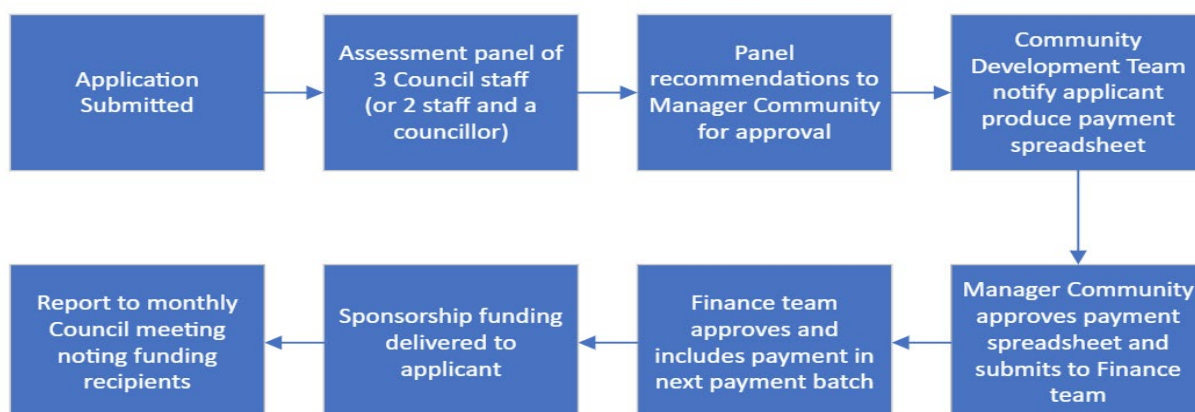 Application
Submitted
Assessment panel of
3 Council staff
(or 2 staff and a
councillor)
Panel
recommendations to
Manager Community
for approval
Community
Development Team
notify applicant
produce payment
spreadsheet
Manager Community
approves payment
spreadsheet and
submits to Finance
team
Finance team
approves and
includes payment in
next payment batch
Sponsorship funding
delivered to
applicant
Report to monthly
Council meeting
noting funding
recipients